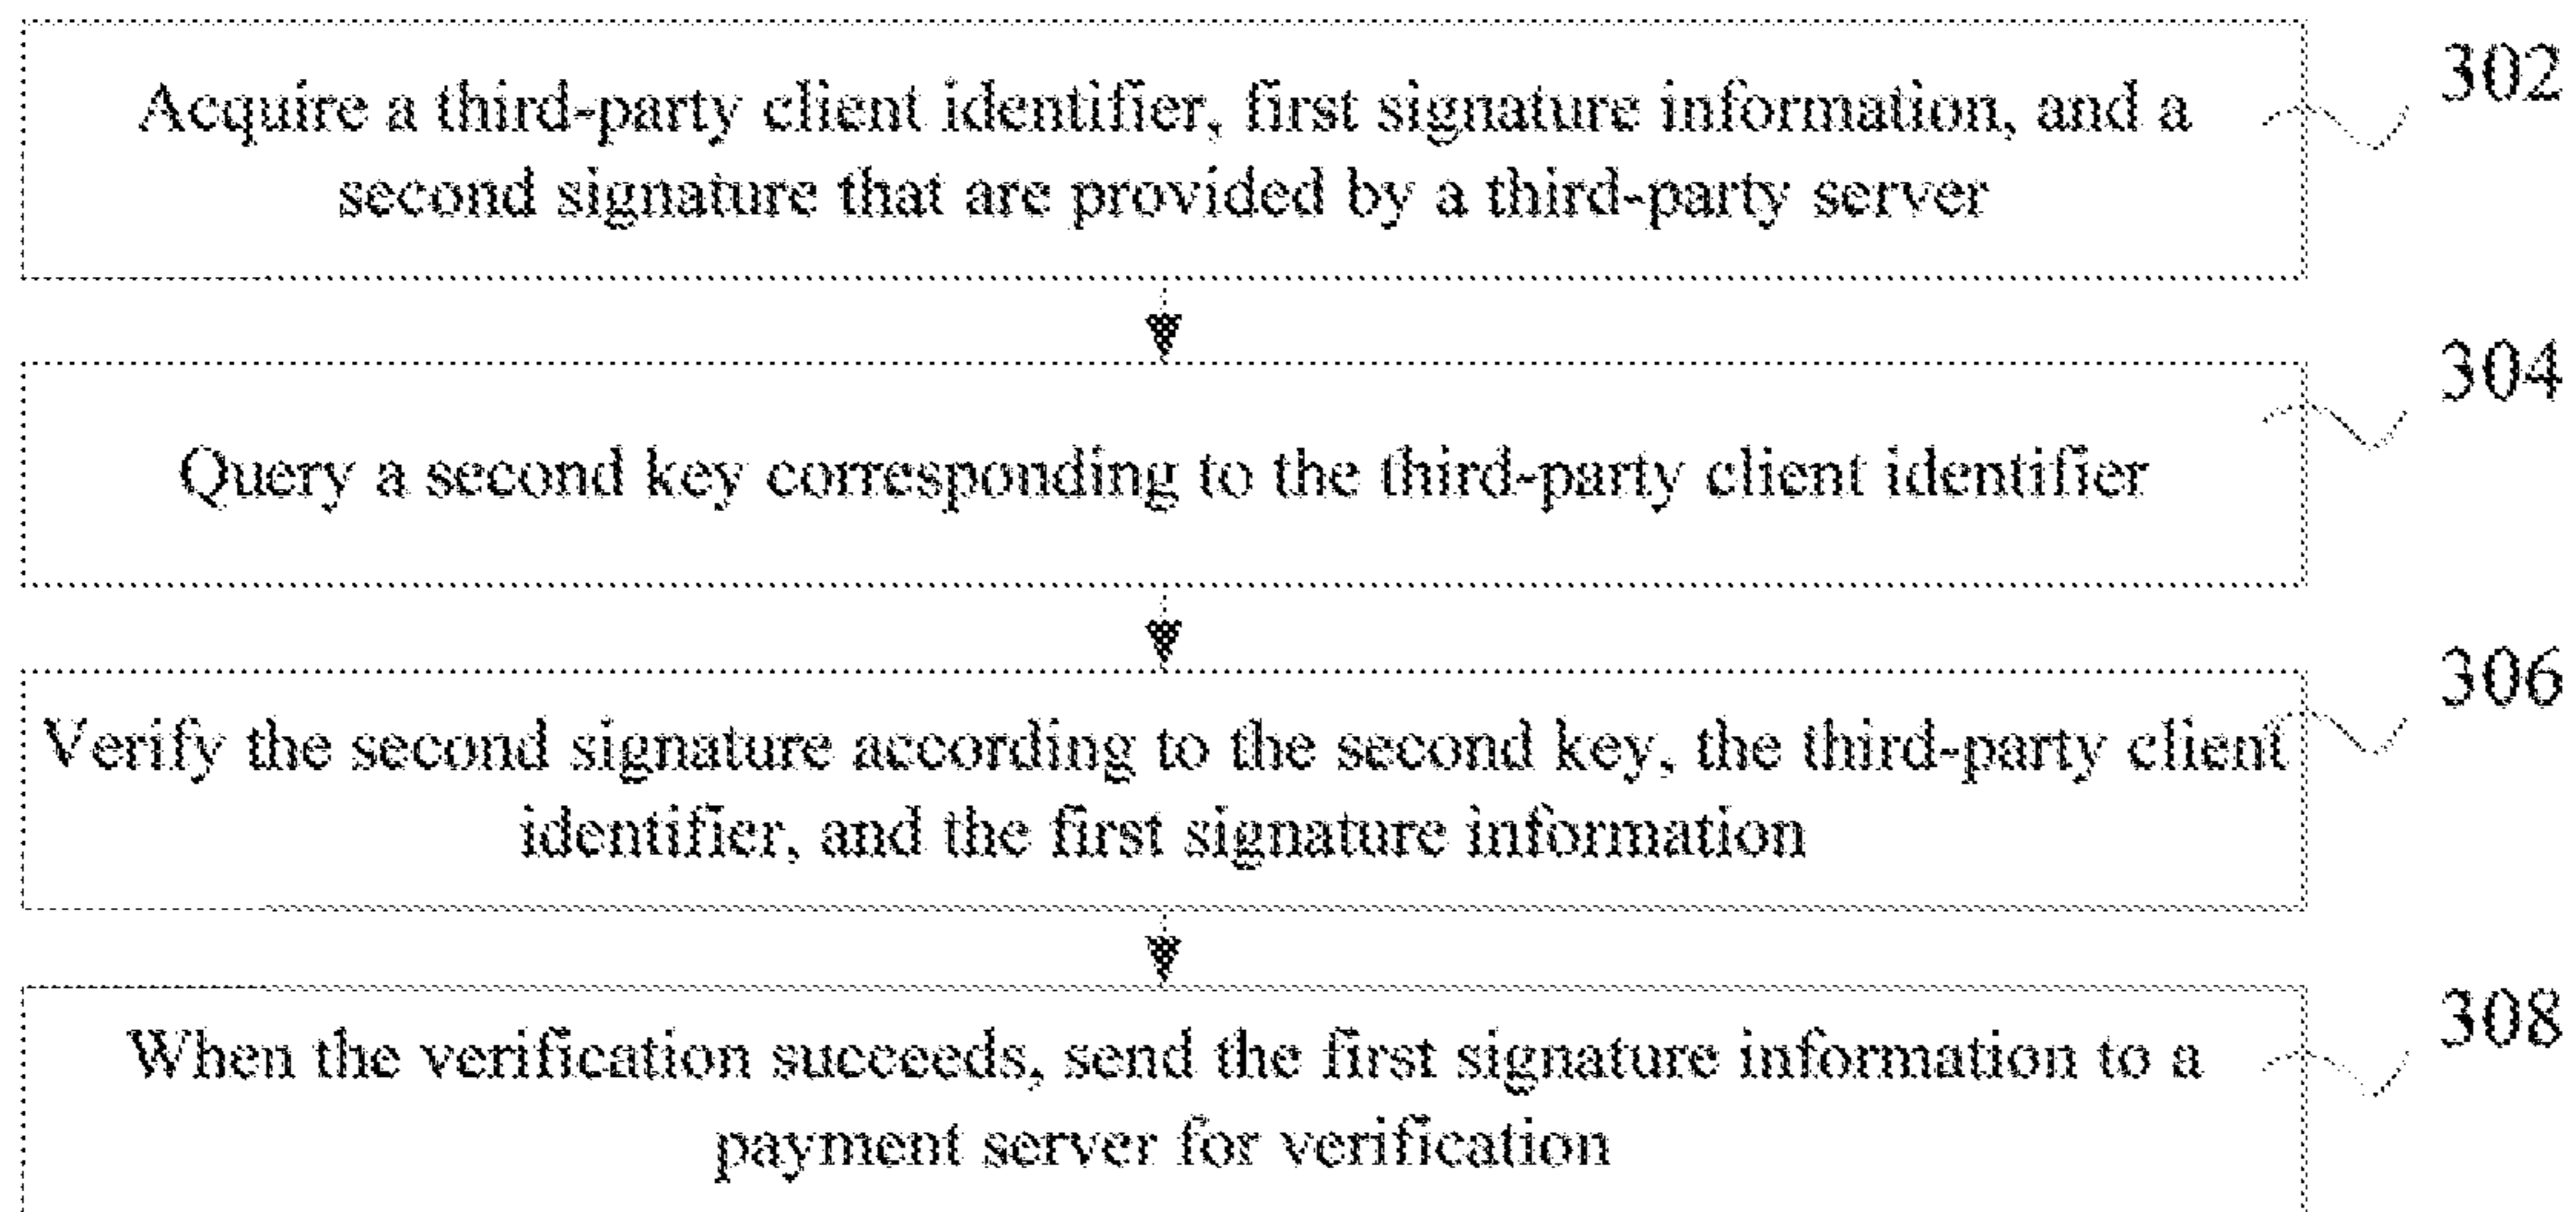 Acquire a third-party client identifier, first signature information, and a
second signature that are provided by a third-party server
302
Query a second key corresponding to the third-party client identifier
304
Verify the second signature according to the second key, the third-party client
identifier, and the first signature information
306
When the verification succeeds, send the first signature information to a
payment server for verification
308